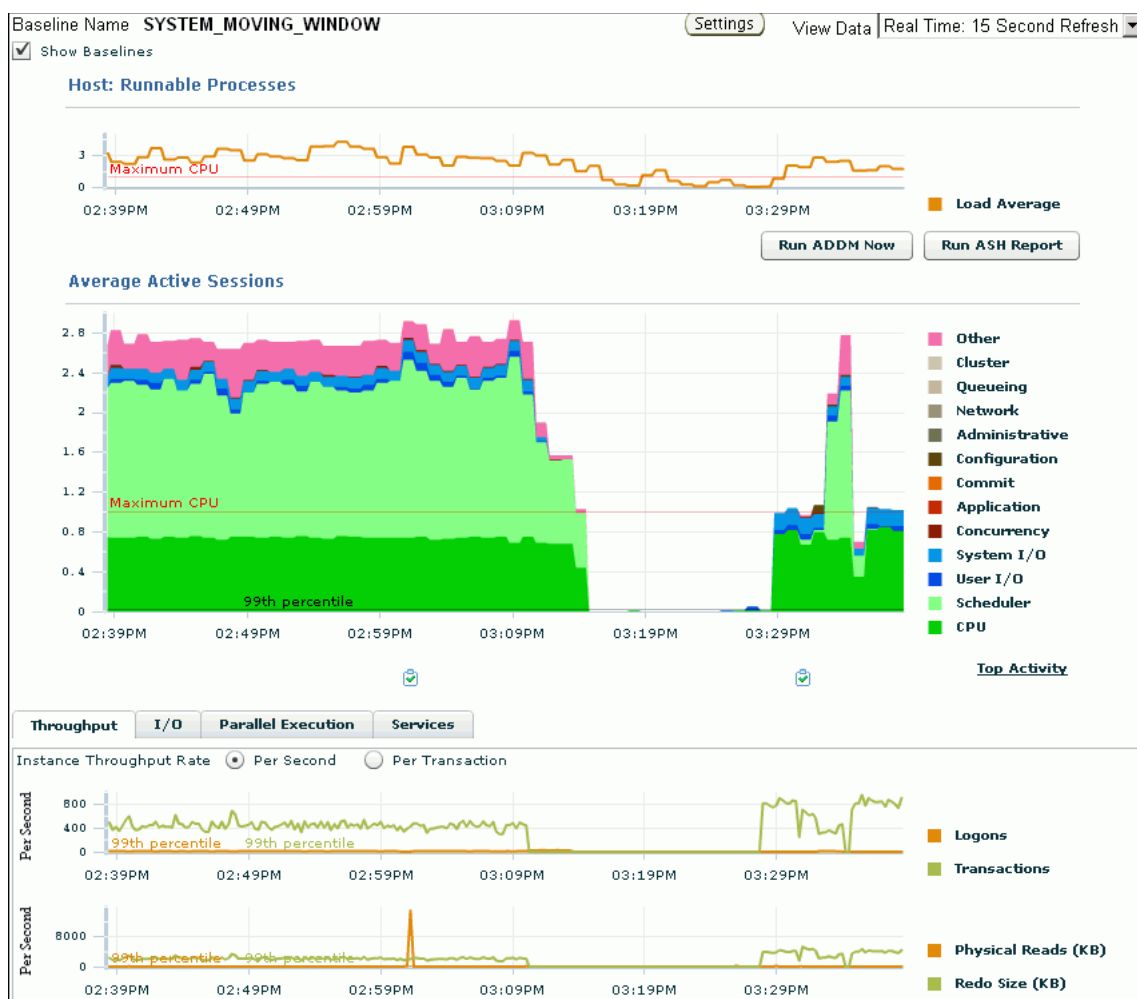 Baseline Name SYSTEM_MOVING_WINDOW Settings View Data Real Time: 15 Second Refresh
Show Baselines
Host: Runnable Processes
3
Maximum CPU
0
02:39PM 02:49PM 02:59PM 03:09PM 03:19PM 03:29PM
Load Average
Run ADDM Now Run ASH Report
Average Active Sessions
2.8
2.4
2
1.6
1.2
Maximum CPU
0.8
0.4
99th percentile
0
02:39PM 02:49PM 02:59PM 03:09PM 03:19PM 03:29PM
Other
Cluster
Queueing
Network
Administrative
Configuration
Commit
Application
Concurrency
System I/O
User I/O
Scheduler
CPU
Top Activity
Throughput I/O Parallel Execution Services
Instance Throughput Rate Per Second Per Transaction
Per Second
800
400
99th percentile 99th percentile
0
02:39PM 02:49PM 02:59PM 03:09PM 03:19PM 03:29PM
Logons
Transactions
Per Second
8000
99th percentile 99th percentile
0
02:39PM 02:49PM 02:59PM 03:09PM 03:19PM 03:29PM
Physical Reads (KB)
Redo Size (KB)